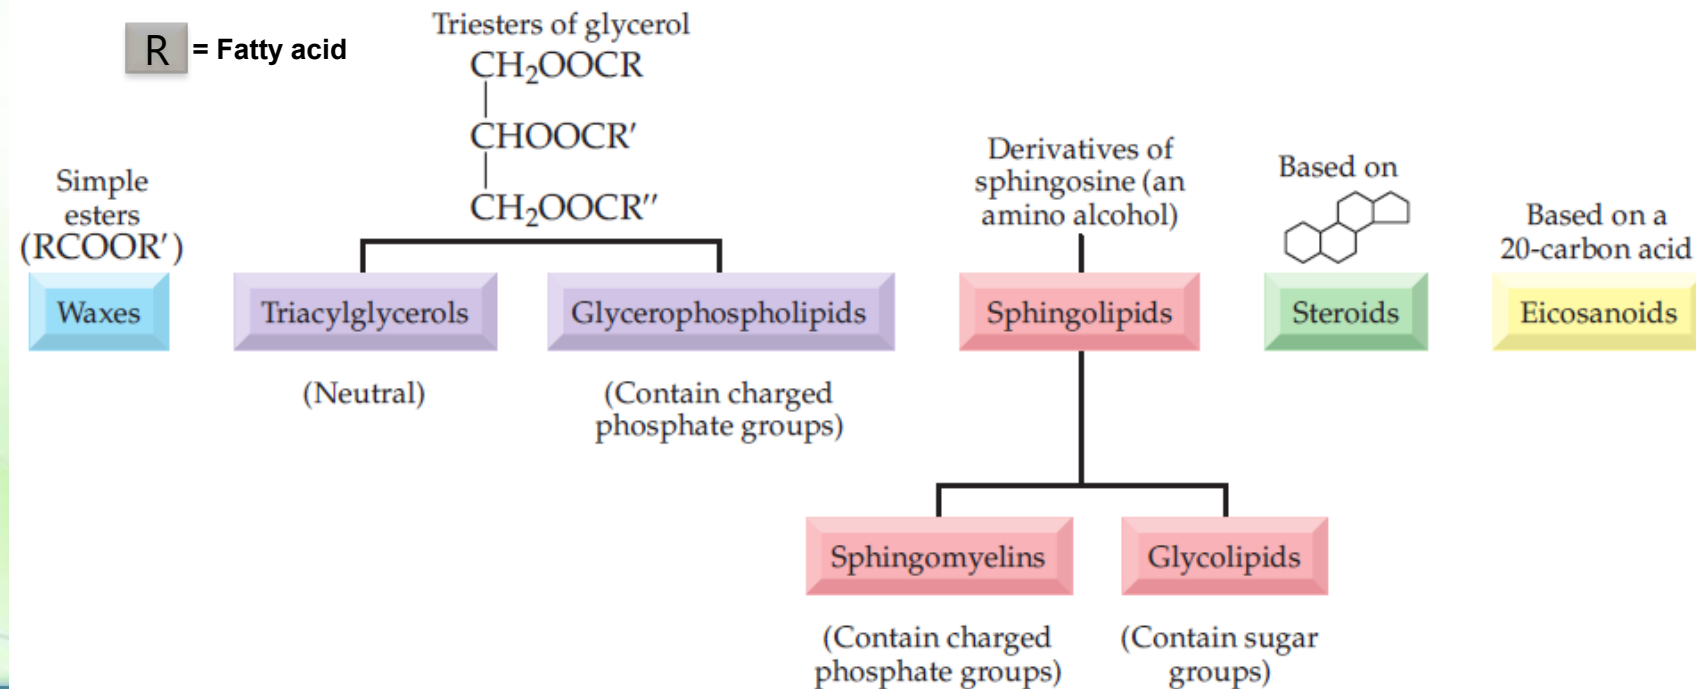 R = Fatty acid
Triesters of glycerol
CH₂OOCR
CHOOCR′
CH₂OOCR″
Simple
esters
(RCOOR′)
Derivatives of
sphingosine (an
amino alcohol)
Based on
Based on a
20-carbon acid
Waxes
Triacylglycerols
Glycerophospholipids
Sphingolipids
Steroids
Eicosanoids
(Neutral)
(Contain charged
phosphate groups)
Sphingomyelins
Glycolipids
(Contain charged
phosphate groups)
(Contain sugar
groups)